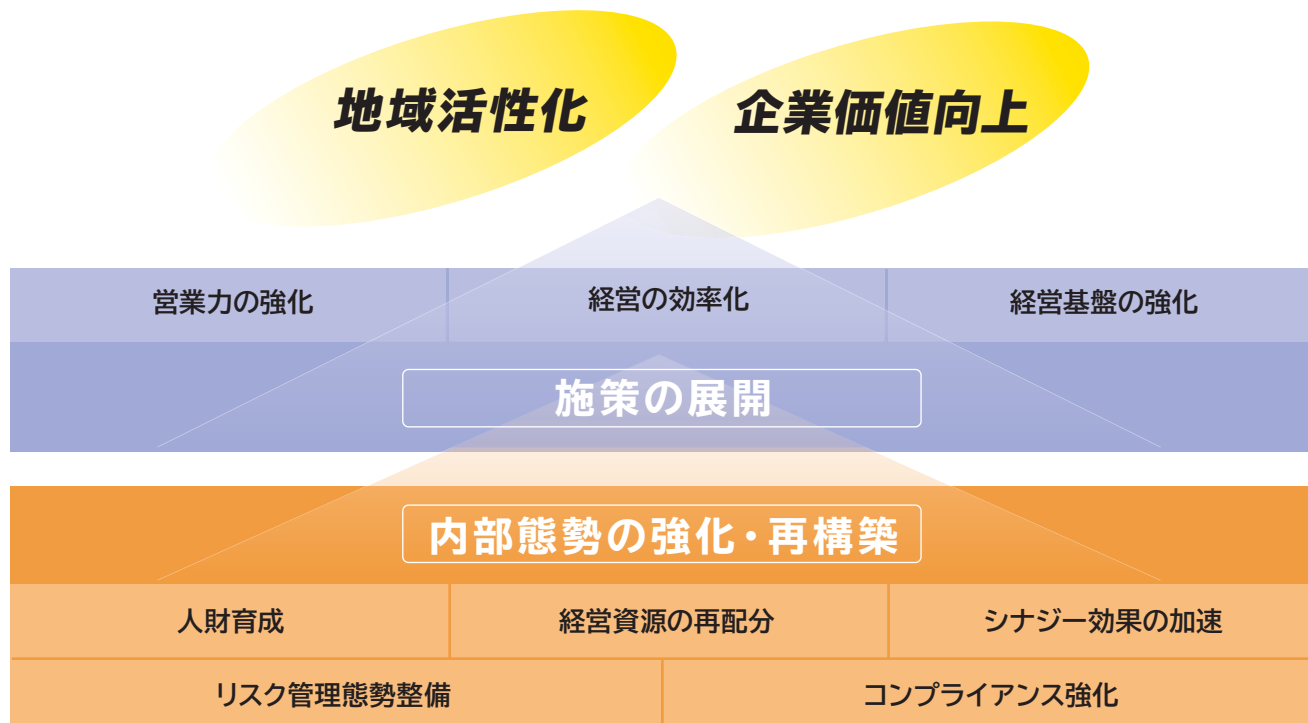 地域活性化
企業価値向上
営業力の強化
経営の効率化
経営基盤の強化
施策の展開
内部態勢の強化・再構築
人財育成
経営資源の再配分
シナジー効果の加速
リスク管理態勢整備
コンプライアンス強化